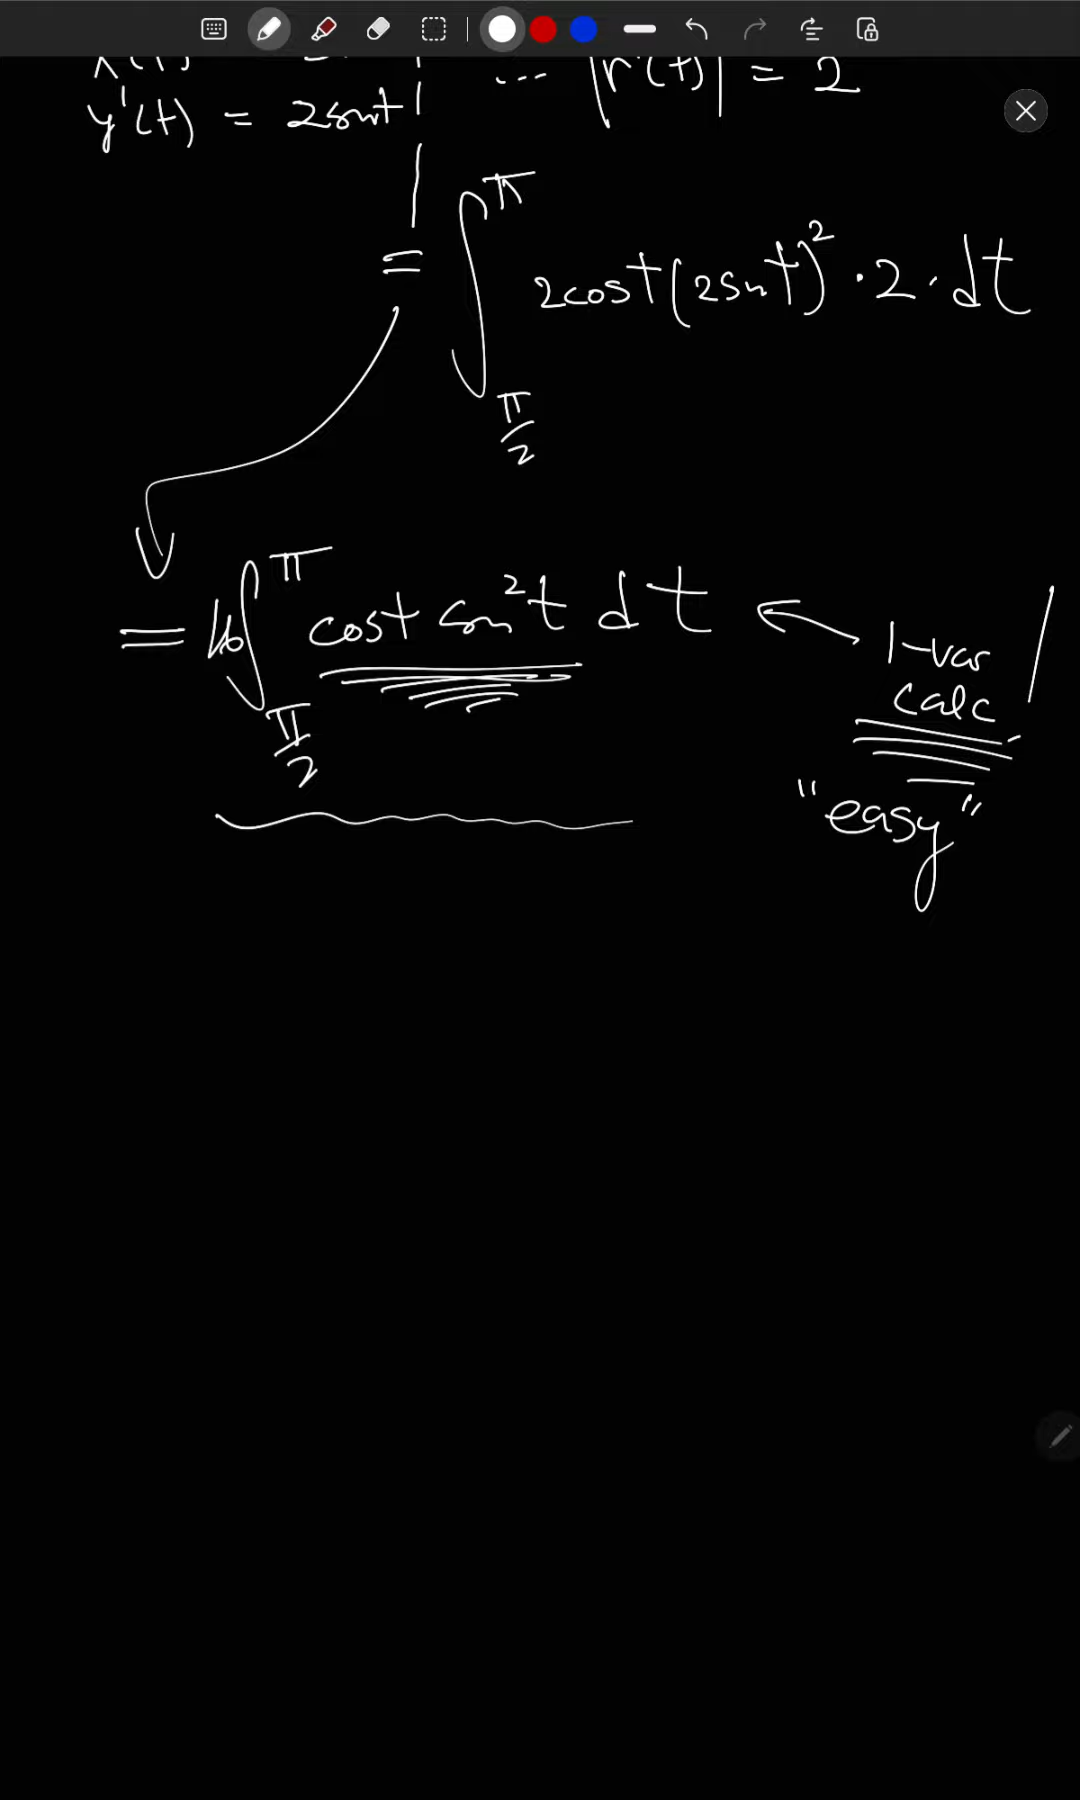 y'(t) = 2sint ... |r'(t)| = 2
= ∫_{π/2}^{π} 2cost(2sint)² · 2 · dt
= 16 ∫_{π/2}^{π} cost sin²t dt ← 1-var
calc
"easy"